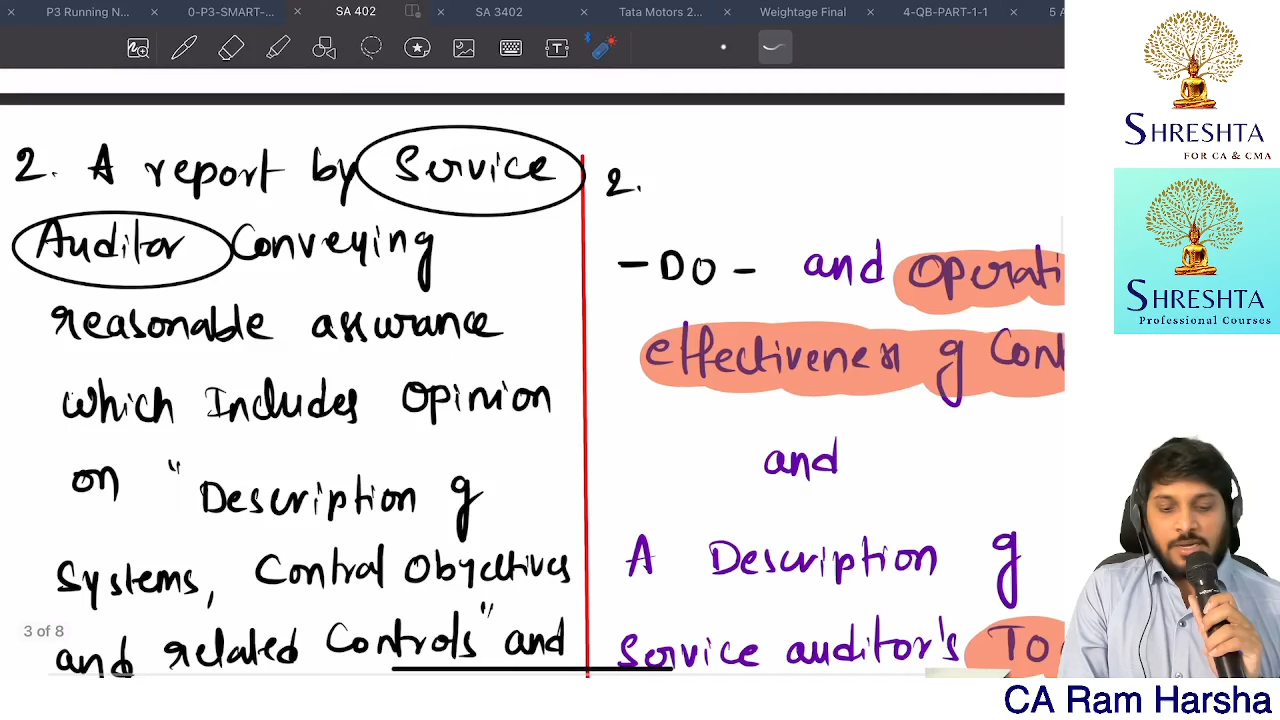 P3 Running N...
0-P3-SMART-...
SA 402
SA 3402
Tata Motors 2...
Weightage Final
4-QB-PART-1-1
5
2. A report by Service
Auditor Conveying
reasonable assurance
which Includes Opinion
on "Description of
Systems, Control Objectives
and related Controls" and
2.
-DO- and Operati
effectiveness of Cont
and
A Description of
Service auditor's To
3 of 8
SHRESHTA
FOR CA & CMA
SHRESHTA
Professional Courses
CA Ram Harsha